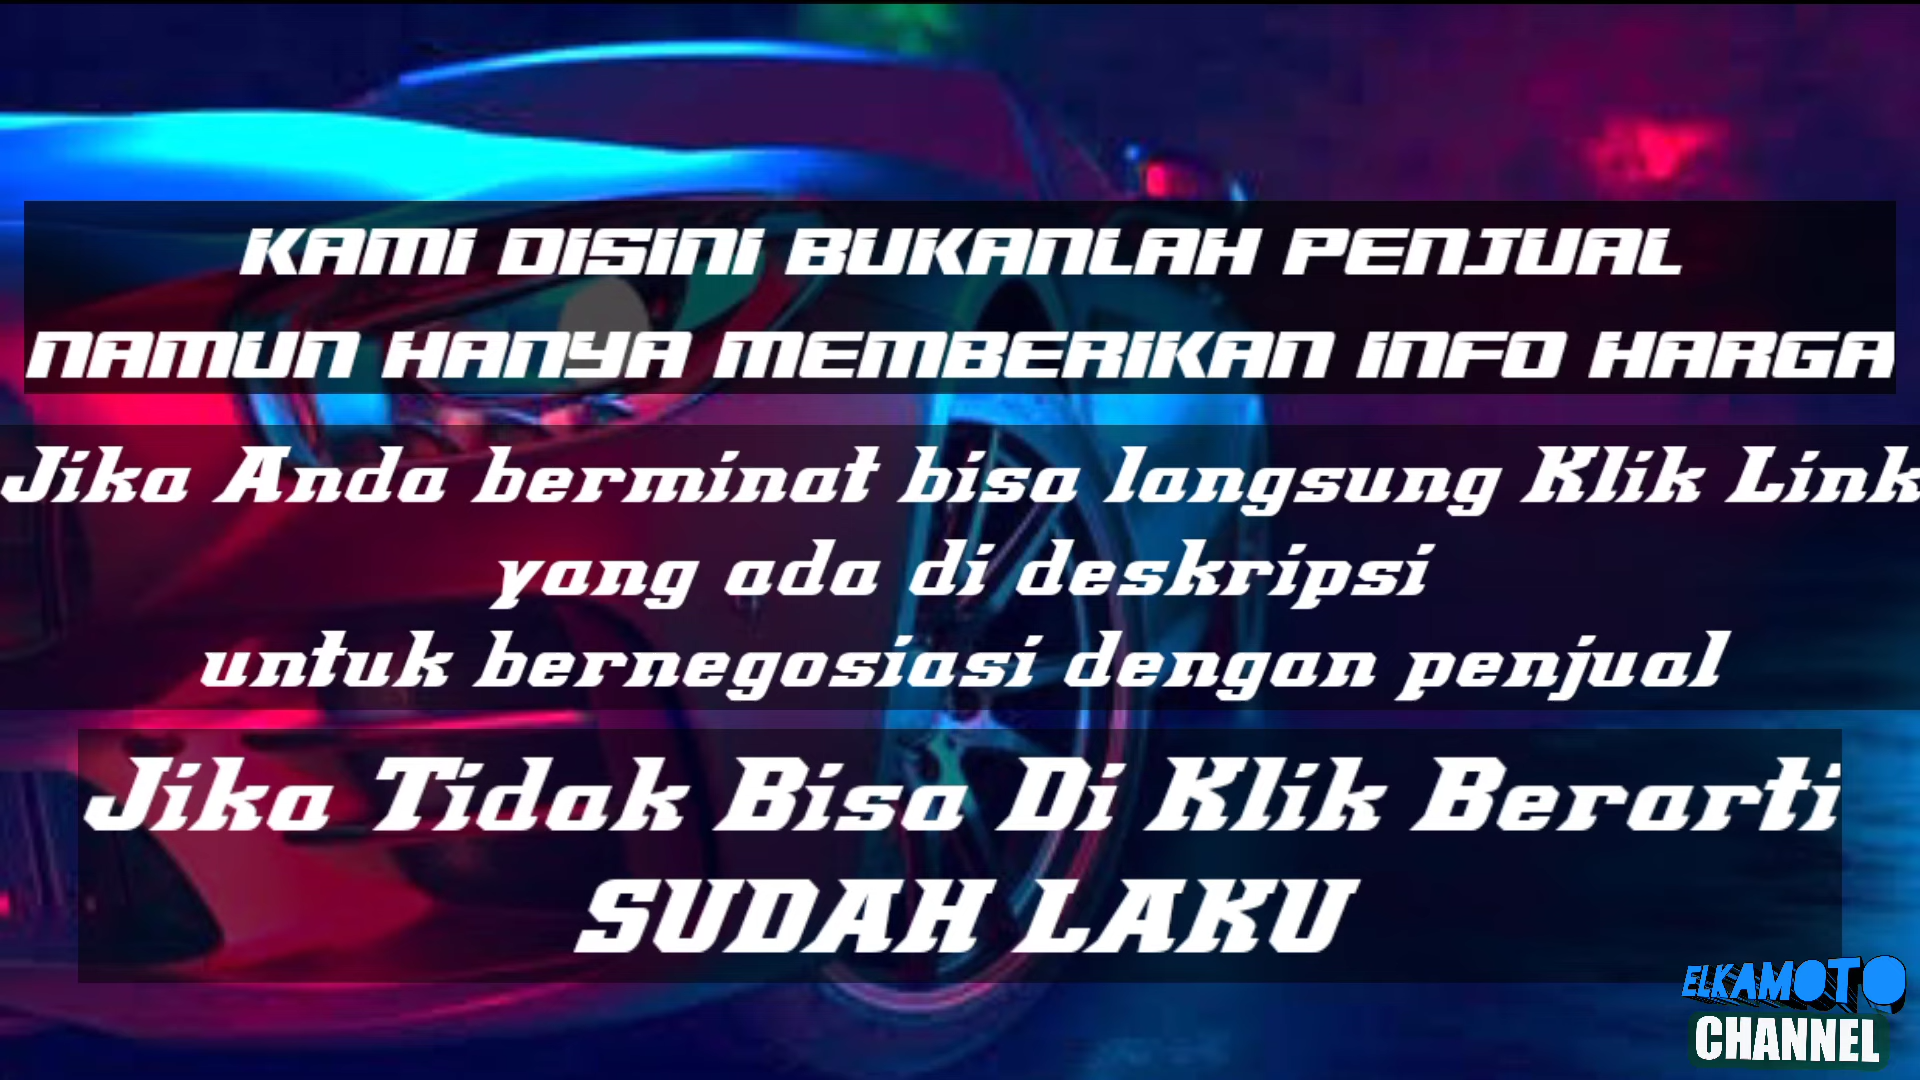 KAMI DISINI BUKANLAH PENJUAL
NAMUN HANYA MEMBERIKAN INFO HARGA
Jika Anda berminat bisa langsung Klik Link
yang ada di deskripsi
untuk bernegosiasi dengan penjual
Jika Tidak Bisa Di Klik Berarti
SUDAH LAKU
ELKAMOTO
CHANNEL